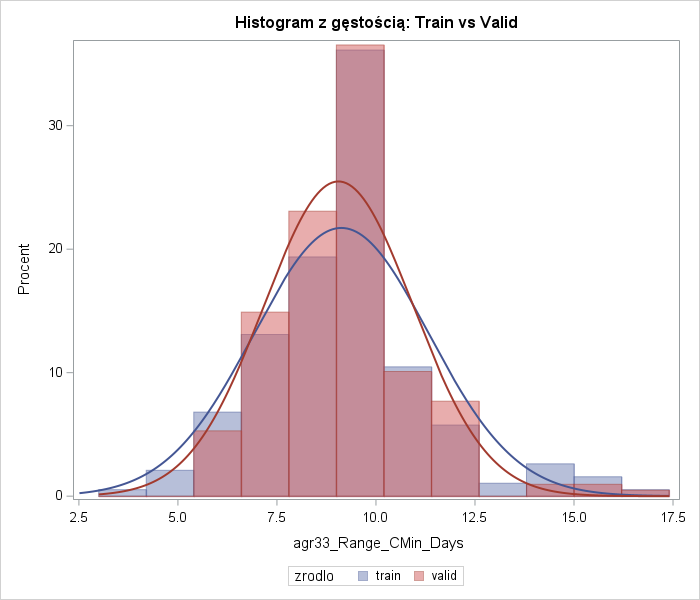 Histogram z gęstością: Train vs Valid
Procent
30
20
10
0
2.5 5.0 7.5 10.0 12.5 15.0 17.5
agr33_Range_CMin_Days
zrodlo train valid